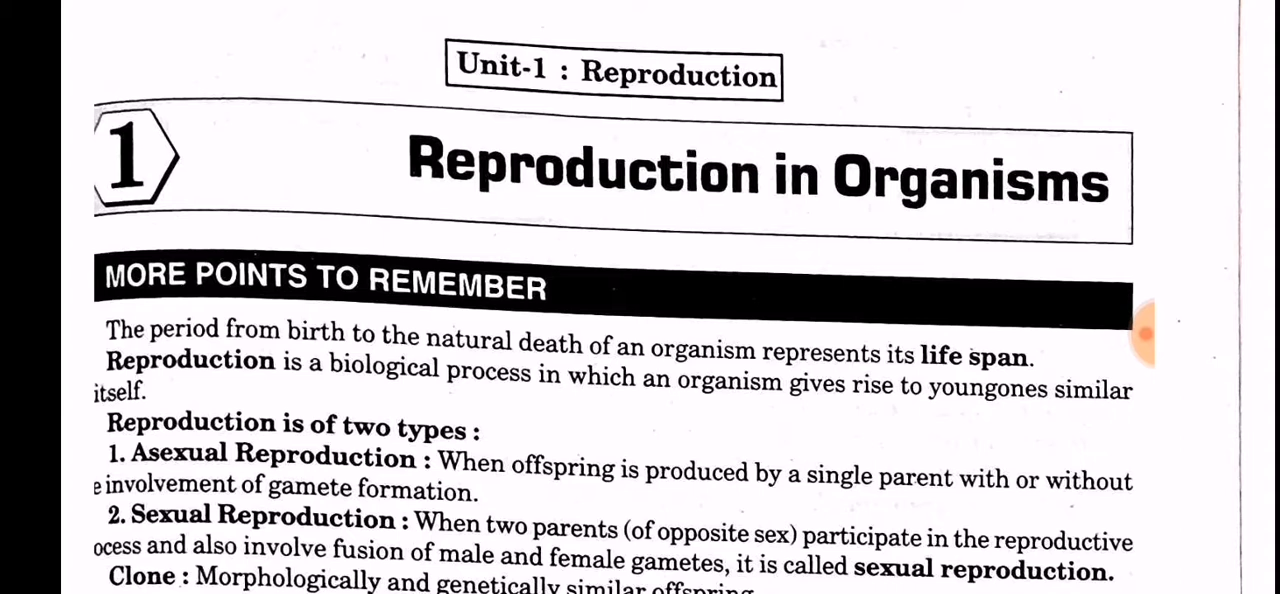 Unit-1 : Reproduction
1
Reproduction in Organisms
MORE POINTS TO REMEMBER
The period from birth to the natural death of an organism represents its life span.
Reproduction is a biological process in which an organism gives rise to youngones similar
itself.
Reproduction is of two types :
1. Asexual Reproduction : When offspring is produced by a single parent with or without
e involvement of gamete formation.
2. Sexual Reproduction : When two parents (of opposite sex) participate in the reproductive
ocess and also involve fusion of male and female gametes, it is called sexual reproduction.
Clone : Morphologically and genetically similar offspring.